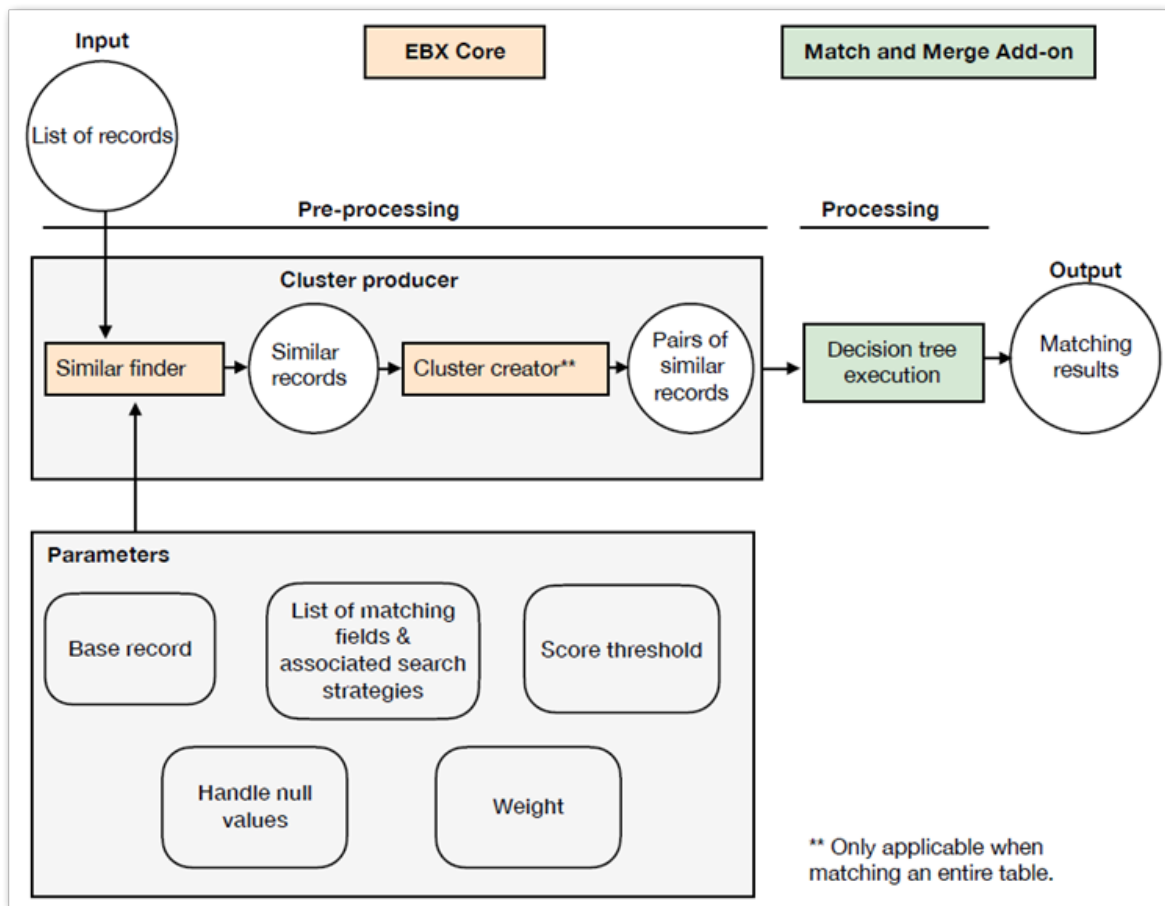 Input
EBX Core
Match and Merge Add-on
List of records
Pre-processing
Processing
Cluster producer
Output
Similar finder
Similar
records
Cluster creator**
Pairs of
similar
records
Decision tree
execution
Matching
results
Parameters
Base record
List of matching
fields &
associated search
strategies
Score threshold
Handle null
values
Weight
** Only applicable when
matching an entire table.